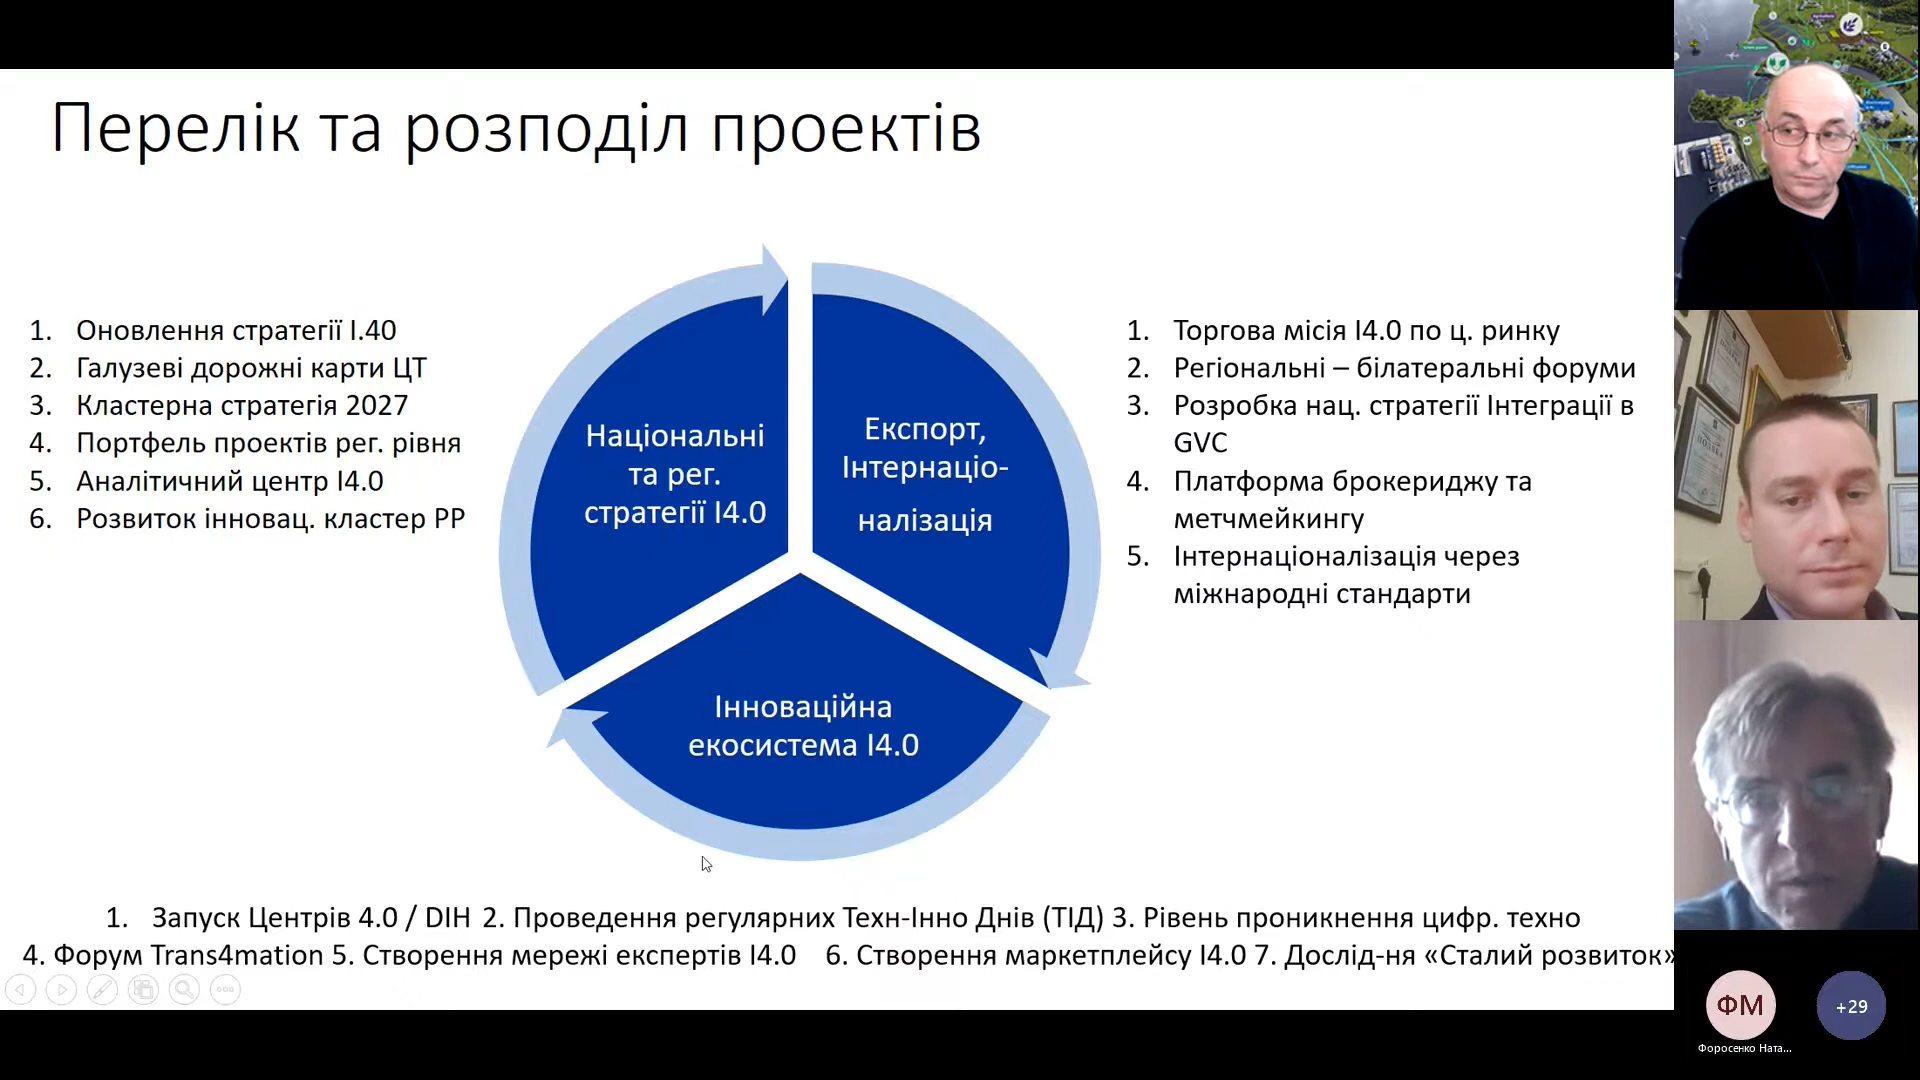 Перелік та розподіл проектів
1. Оновлення стратегії І.40
2. Галузеві дорожні карти ЦТ
3. Кластерна стратегія 2027
4. Портфель проектів рег. рівня
5. Аналітичний центр І4.0
6. Розвиток інновац. кластер РР
Національні
та рег.
стратегії І4.0
Експорт,
Інтернаціо-
налізація
Інноваційна
екосистема І4.0
1. Торгова місія І4.0 по ц. ринку
2. Регіональні – білатеральні форуми
3. Розробка нац. стратегії Інтеграції в
GVC
4. Платформа брокериджу та
метчмейкингу
5. Інтернаціоналізація через
міжнародні стандарти
1. Запуск Центрів 4.0 / DIH 2. Проведення регулярних Техн-Інно Днів (ТІД) 3. Рівень проникнення цифр. техно
4. Форум Trans4mation 5. Створення мережі експертів І4.0 6. Створення маркетплейсу І4.0 7. Дослід-ня «Сталий розвиток»
ФМ
+29
Форосенко Ната...